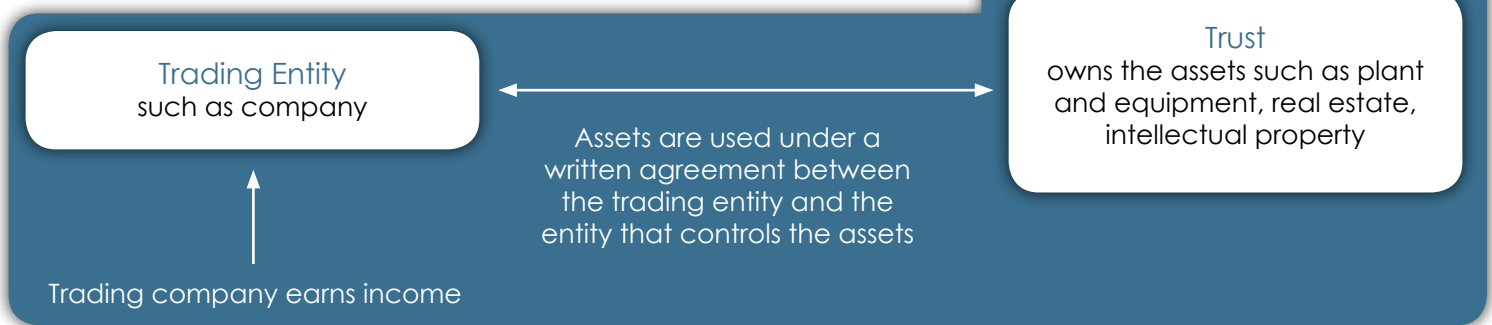 Trading Entity
such as company
Trust
owns the assets such as plant
and equipment, real estate,
intellectual property
Assets are used under a
written agreement between
the trading entity and the
entity that controls the assets
Trading company earns income